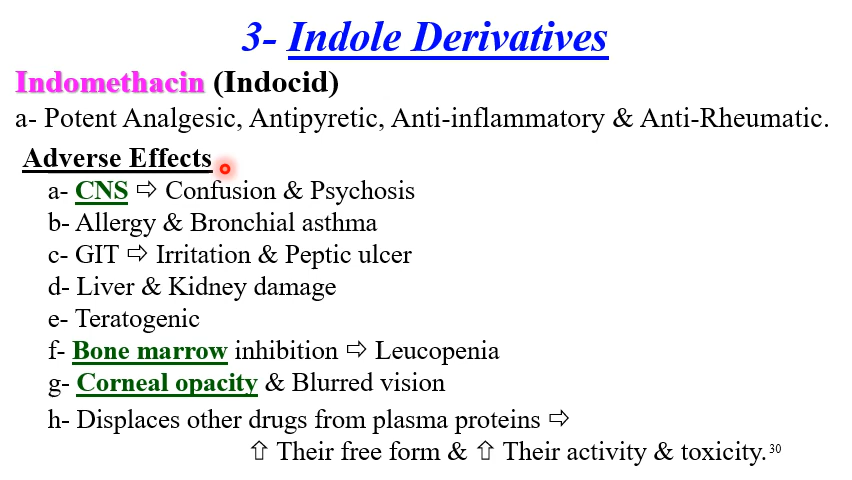 3- Indole Derivatives
Indomethacin (Indocid)
a- Potent Analgesic, Antipyretic, Anti-inflammatory & Anti-Rheumatic.
Adverse Effects
a- CNS ⇨ Confusion & Psychosis
b- Allergy & Bronchial asthma
c- GIT ⇨ Irritation & Peptic ulcer
d- Liver & Kidney damage
e- Teratogenic
f- Bone marrow inhibition ⇨ Leucopenia
g- Corneal opacity & Blurred vision
h- Displaces other drugs from plasma proteins ⇨
⇧ Their free form & ⇧ Their activity & toxicity.
30